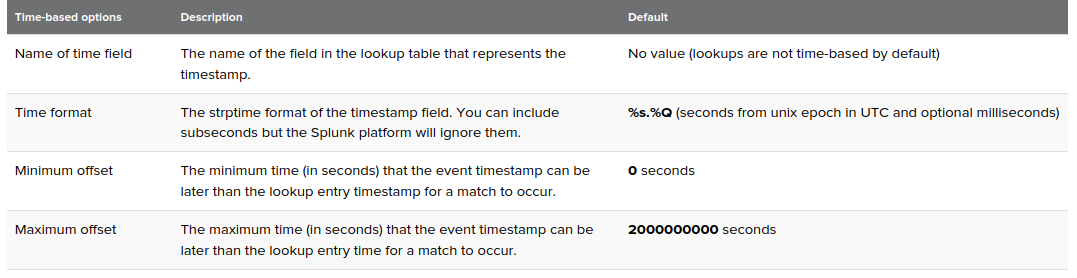 Time-based options Description Default
Name of time field The name of the field in the lookup table that represents the No value (lookups are not time-based by default)
timestamp.
Time format The strptime format of the timestamp field. You can include %s.%Q (seconds from unix epoch in UTC and optional milliseconds)
subseconds but the Splunk platform will ignore them.
Minimum offset The minimum time (in seconds) that the event timestamp can be 0 seconds
later than the lookup entry timestamp for a match to occur.
Maximum offset The maximum time (in seconds) that the event timestamp can be 2000000000 seconds
later than the lookup entry time for a match to occur.